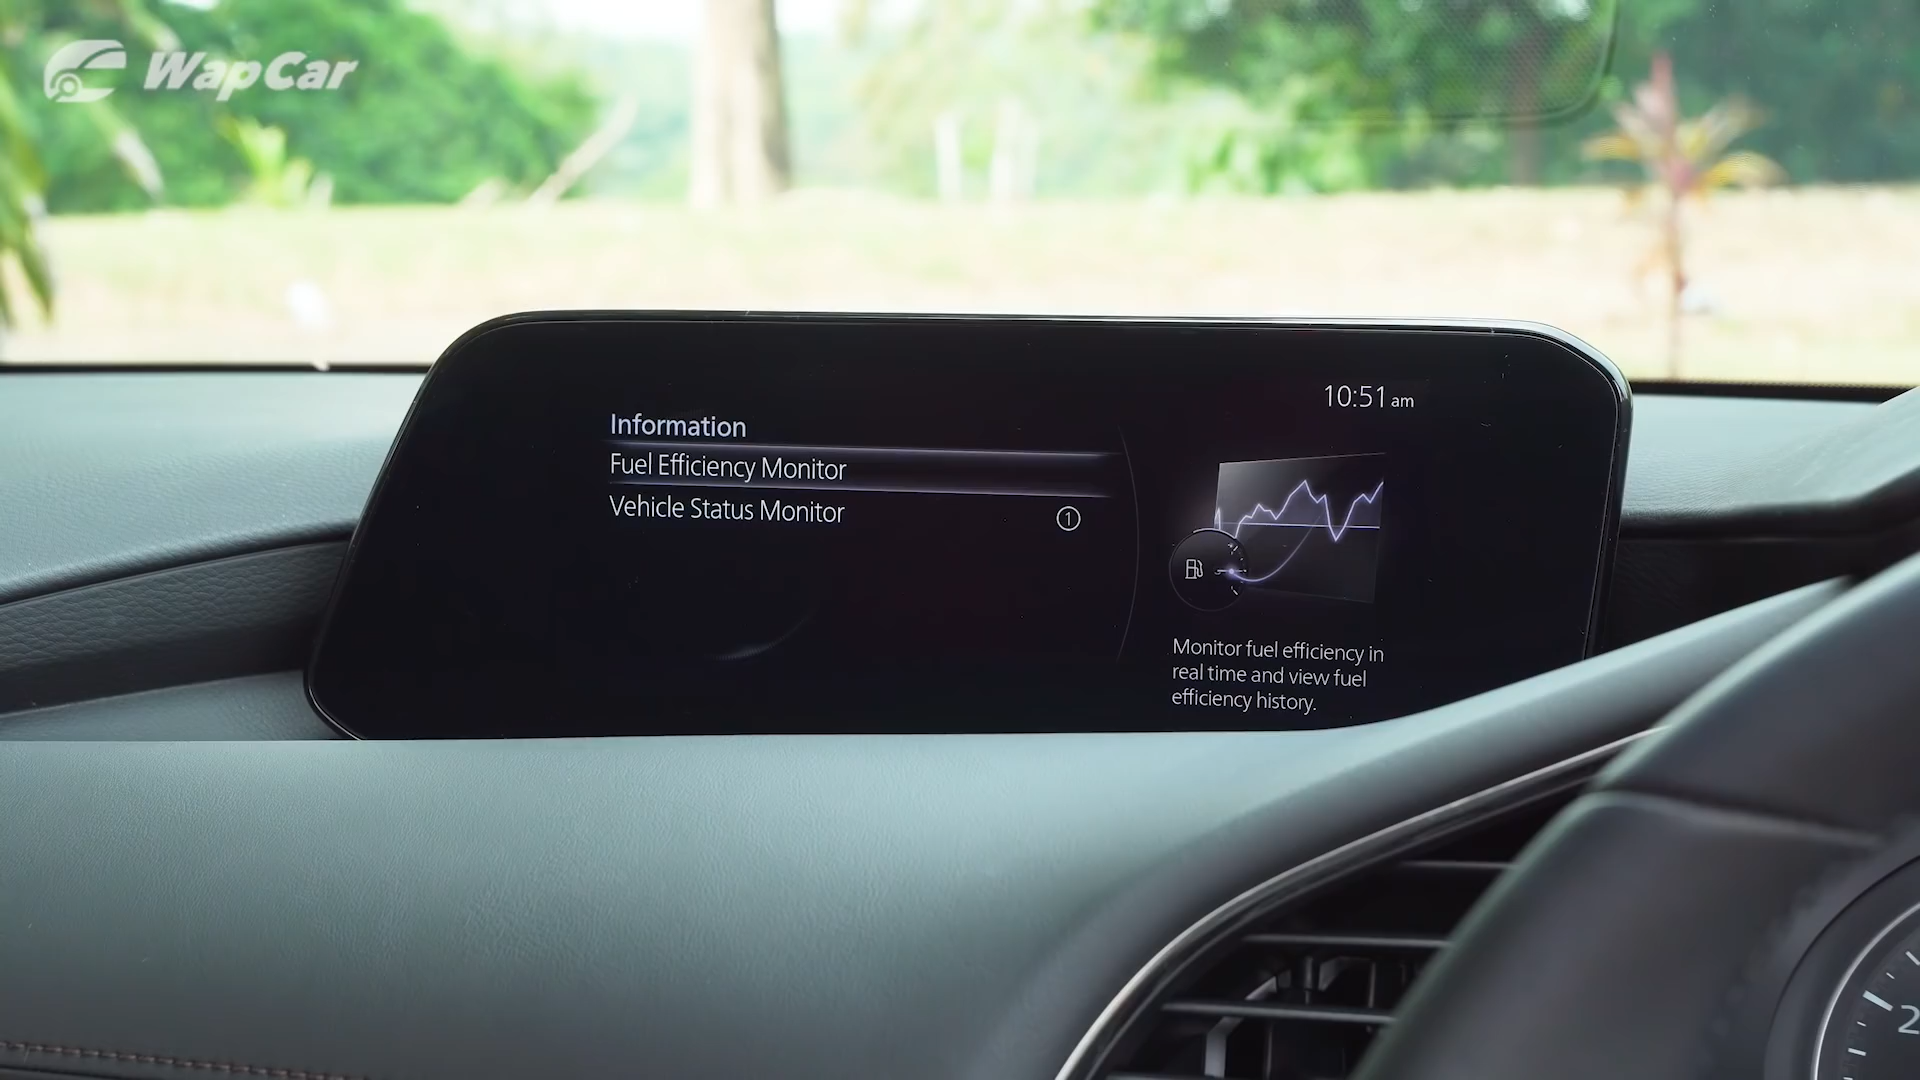 WapCar
10:51 am
Information
Fuel Efficiency Monitor
Vehicle Status Monitor 1
Monitor fuel efficiency in
real time and view fuel
efficiency history.
2